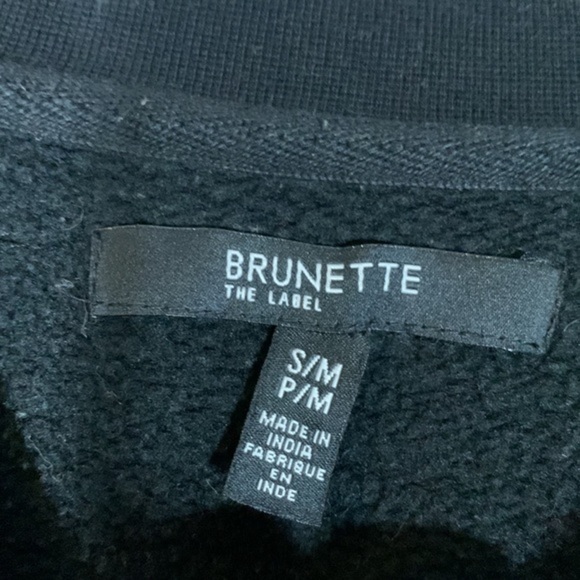 BRUNETTE
THE LABEL
S/M
P/M
MADE IN
INDIA
FABRIQUE
EN
INDE